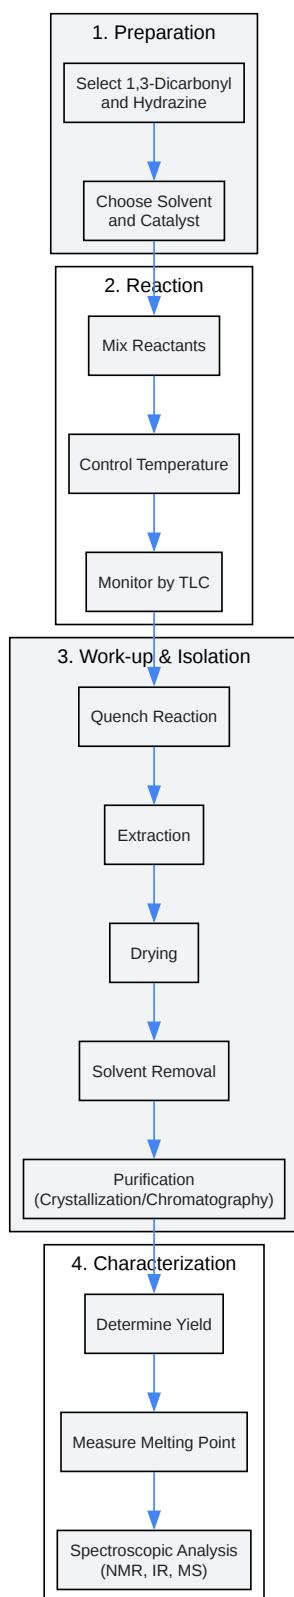 1. Preparation
Select 1,3-Dicarbonyl
and Hydrazine
Choose Solvent
and Catalyst
2. Reaction
Mix Reactants
Control Temperature
Monitor by TLC
3. Work-up & Isolation
Quench Reaction
Extraction
Drying
Solvent Removal
Purification
(Crystallization/Chromatography)
4. Characterization
Determine Yield
Measure Melting Point
Spectroscopic Analysis
(NMR, IR, MS)